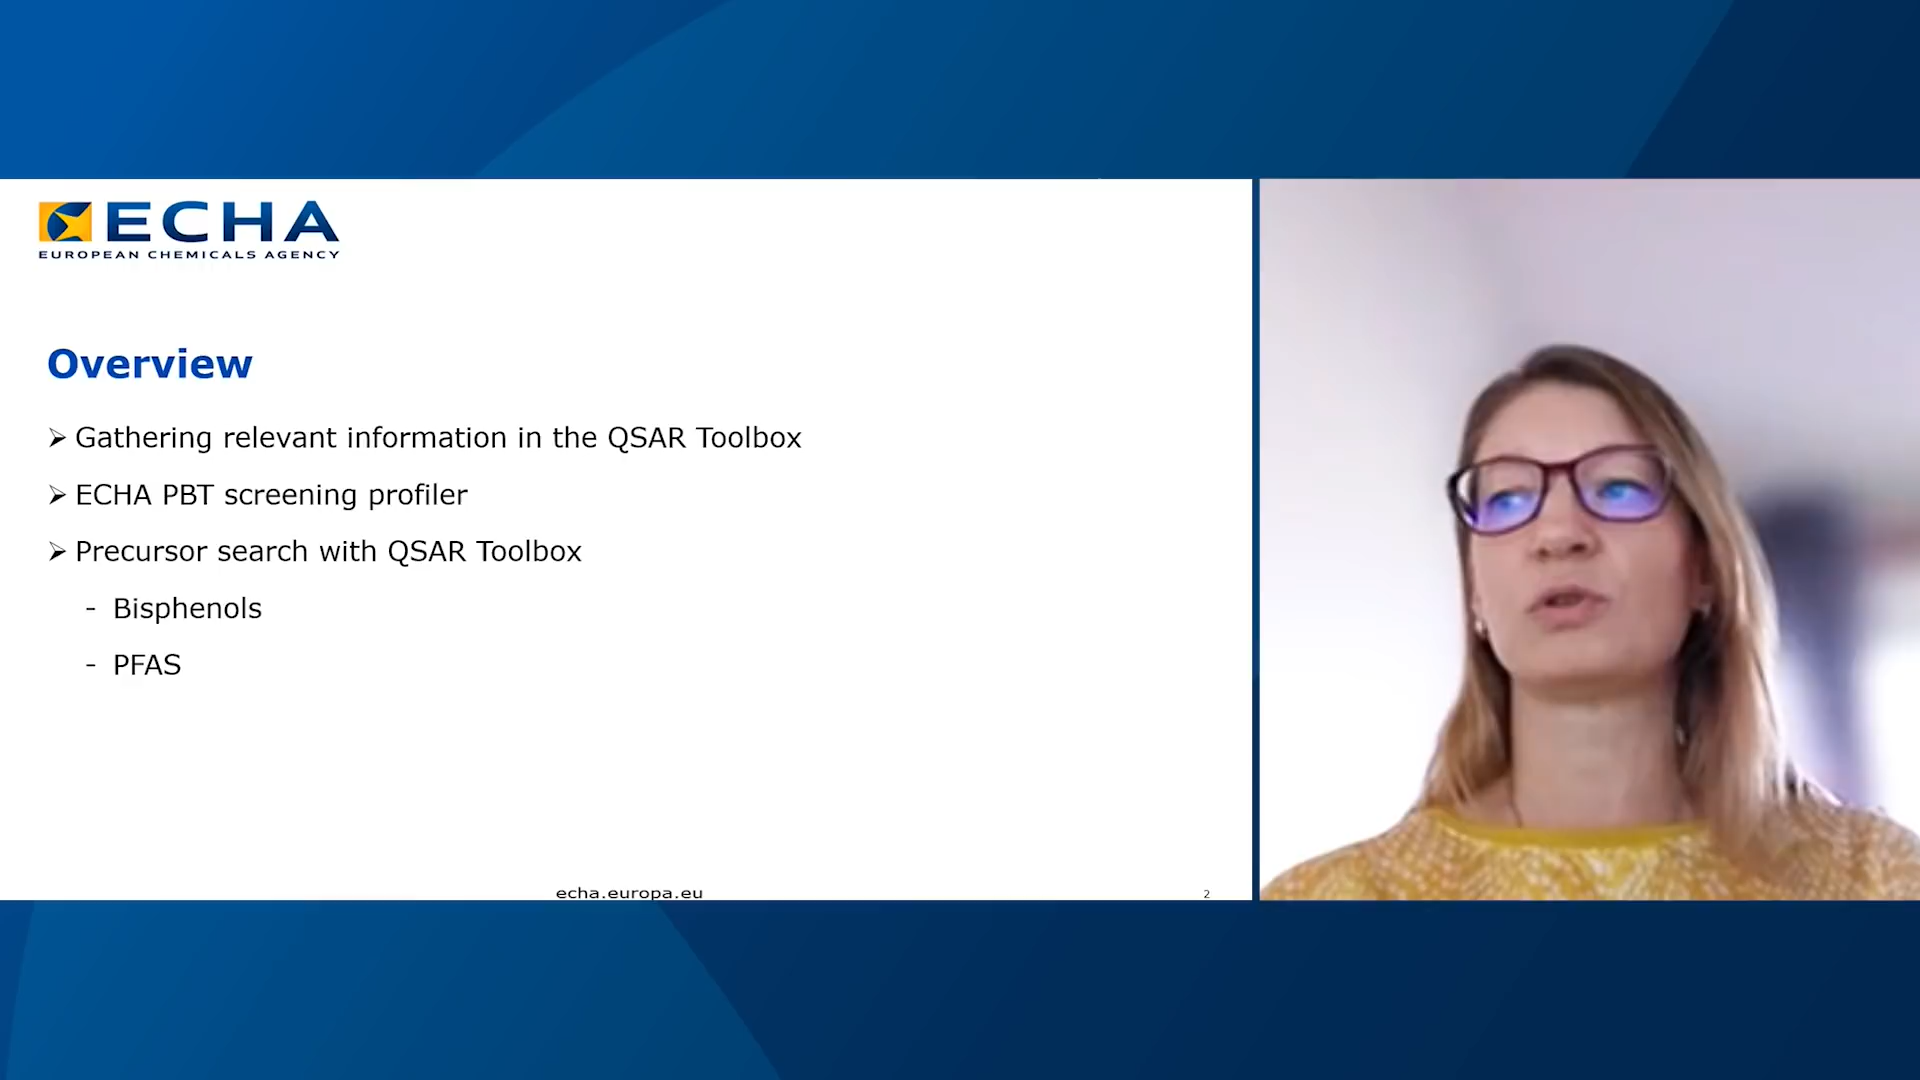 ECHA
EUROPEAN CHEMICALS AGENCY
Overview
➢ Gathering relevant information in the QSAR Toolbox
➢ ECHA PBT screening profiler
➢ Precursor search with QSAR Toolbox
- Bisphenols
- PFAS
echa.europa.eu
2